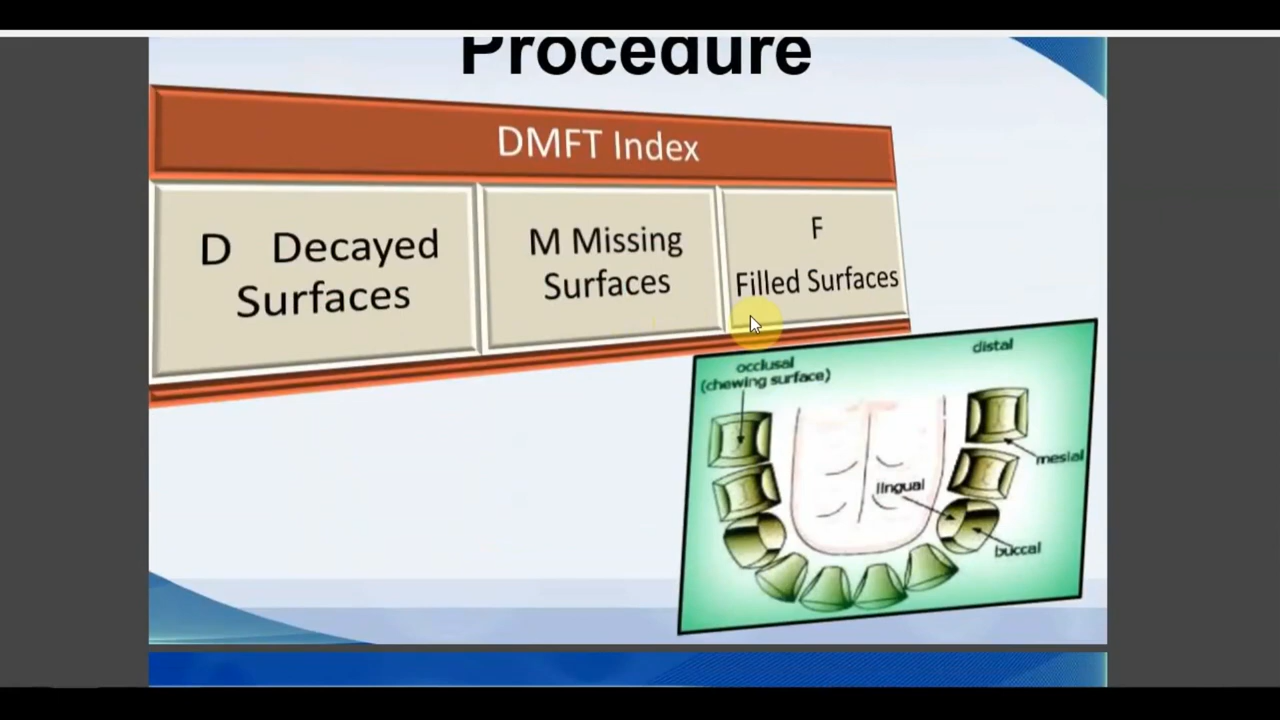 Procedure
DMFT Index
D Decayed
Surfaces
M Missing
Surfaces
F
Filled Surfaces
occlusal
(chewing surface)
distal
mesial
lingual
buccal